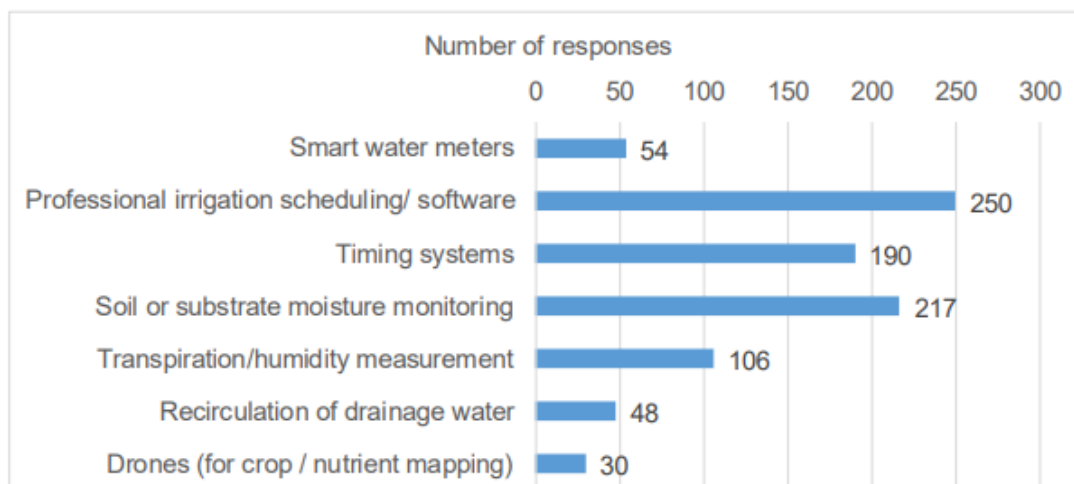 Number of responses
0 50 100 150 200 250 300
Smart water meters 54
Professional irrigation scheduling/ software 250
Timing systems 190
Soil or substrate moisture monitoring 217
Transpiration/humidity measurement 106
Recirculation of drainage water 48
Drones (for crop / nutrient mapping) 30